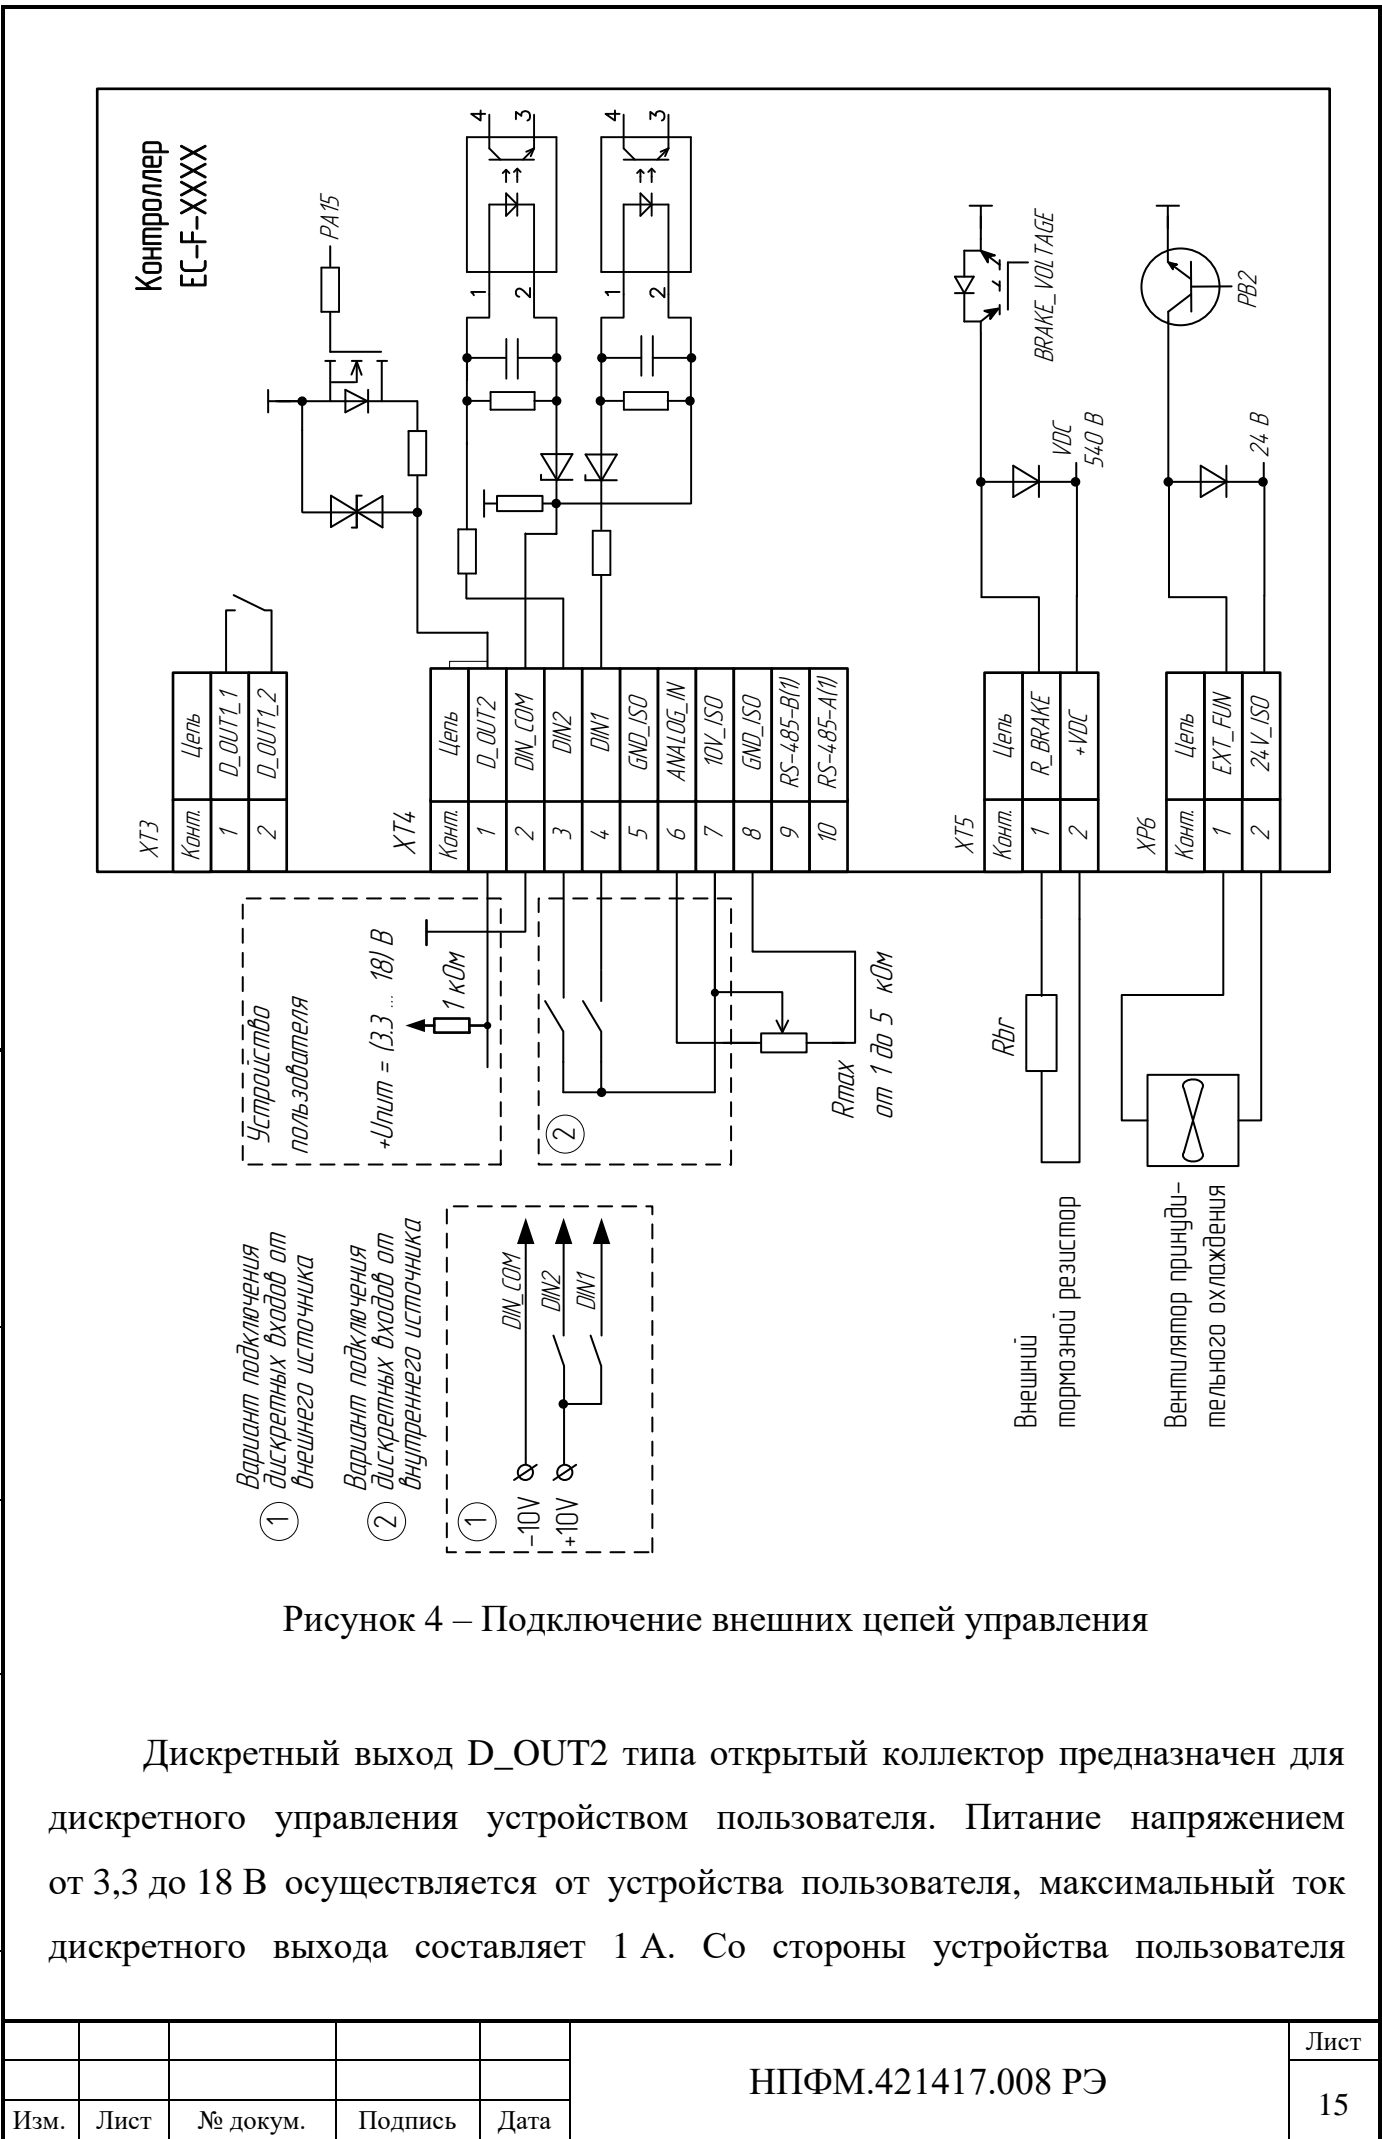 Контроллер
EC-F-XXXX
PA15
4
3
4
3
1
2
1
2
BRAKE_VOLTAGE
PB2
VDC
540 В
24 В
XT3
Конт. Цепь
1 D_OUT1_1
2 D_OUT1_2
XT4
Конт. Цепь
1 D_OUT2
2 DIN_COM
3 DIN2
4 DIN1
5 GND_ISO
6 ANALOG_IN
7 10V_ISO
8 GND_ISO
9 RS-485-B(1)
10 RS-485-A(1)
XT5
Конт. Цепь
1 R_BRAKE
2 +VDC
XP6
Конт. Цепь
1 EXT_FUN
2 24V_ISO
Устройство
пользователя
+Uпит = (3.3 ... 18) В
1 кОм
2
Rmax
от 1 до 5 кОм
Rbr
Внешний
тормозной резистор
Вентилятор принуди-
тельного охлаждения
1 Вариант подключения
дискретных входов от
внешнего источника
2 Вариант подключения
дискретных входов от
внутреннего источника
1
-10V
+10V
DIN_COM
DIN2
DIN1
Рисунок 4 – Подключение внешних цепей управления
Дискретный выход D_OUT2 типа открытый коллектор предназначен для
дискретного управления устройством пользователя. Питание напряжением
от 3,3 до 18 В осуществляется от устройства пользователя, максимальный ток
дискретного выхода составляет 1 А. Со стороны устройства пользователя
НПФМ.421417.008 РЭ
Лист
15
Изм. Лист № докум. Подпись Дата